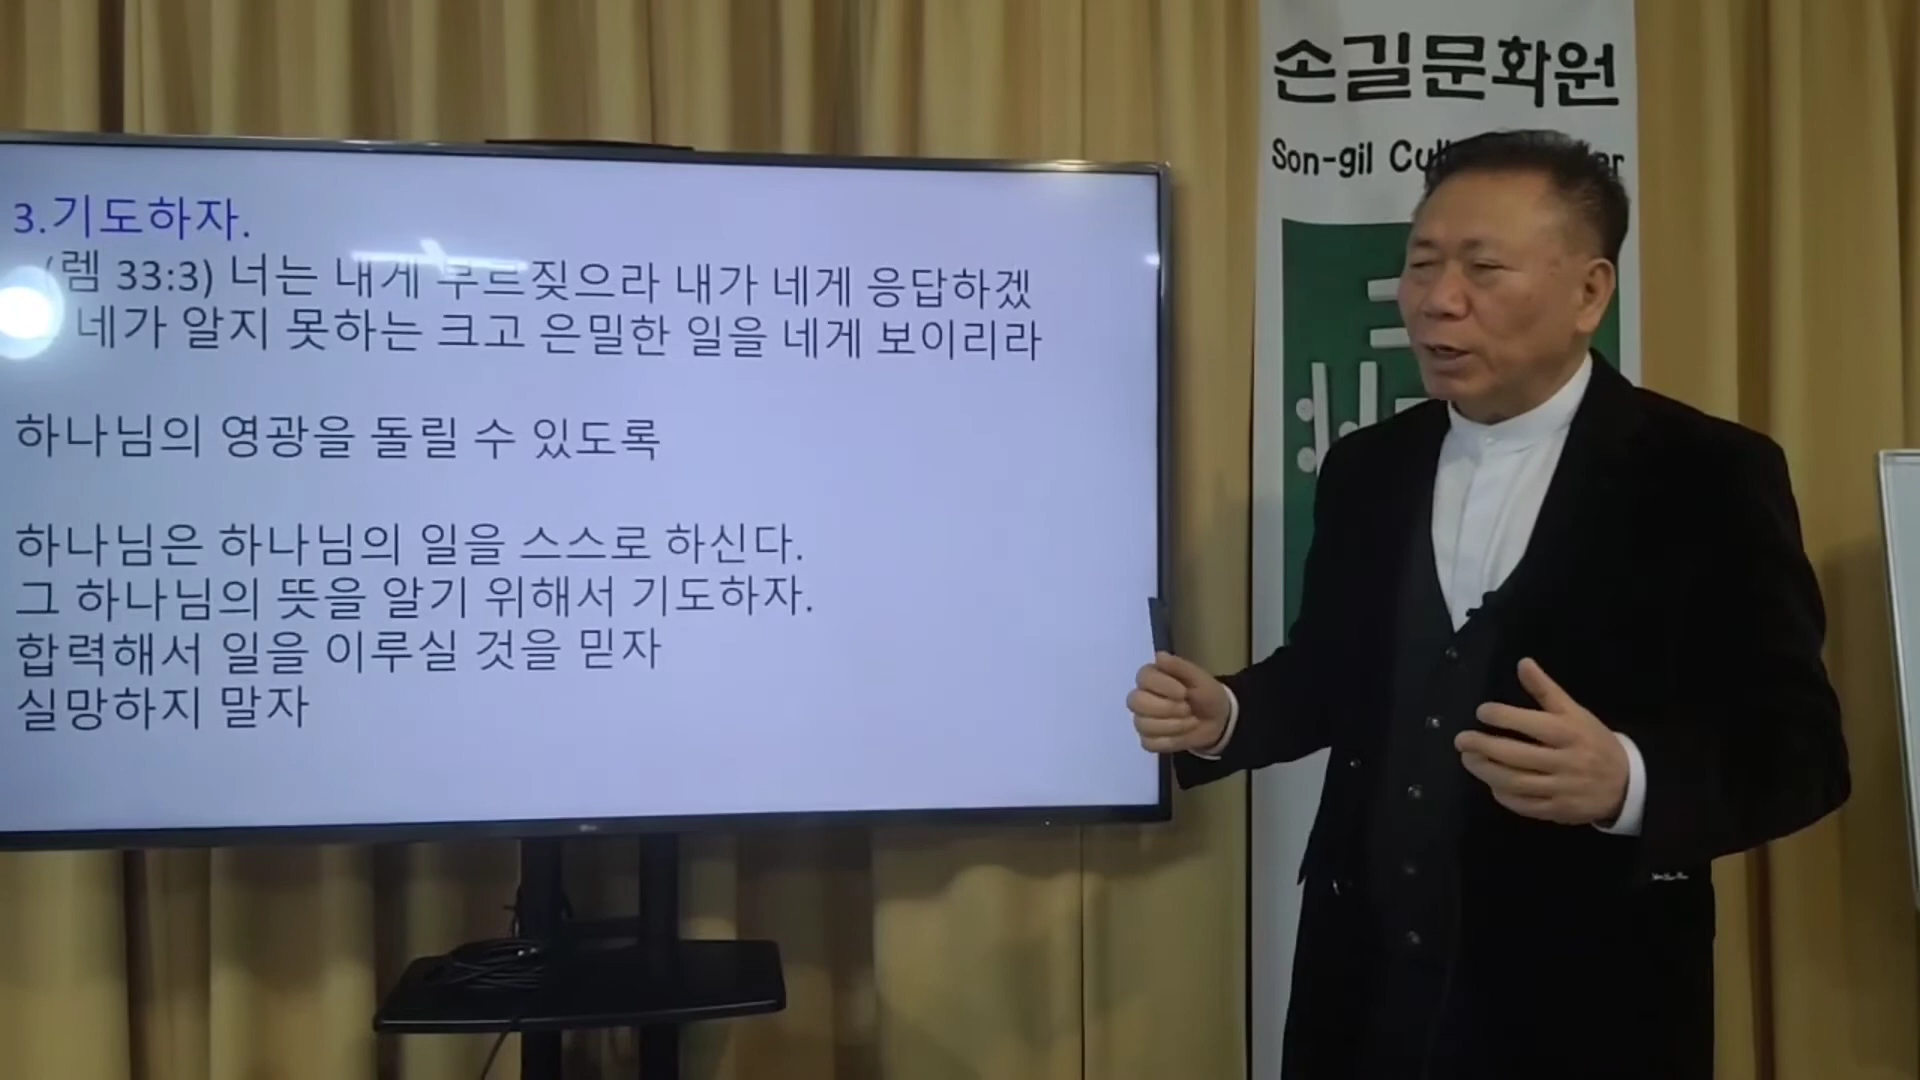 손길문화원
Son-gil
3.기도하자.
(렘 33:3) 너는 내게 부르짖으라 내가 네게 응답하겠
네가 알지 못하는 크고 은밀한 일을 네게 보이리라
하나님의 영광을 돌릴 수 있도록
하나님은 하나님의 일을 스스로 하신다.
그 하나님의 뜻을 알기 위해서 기도하자.
합력해서 일을 이루실 것을 믿자
실망하지 말자